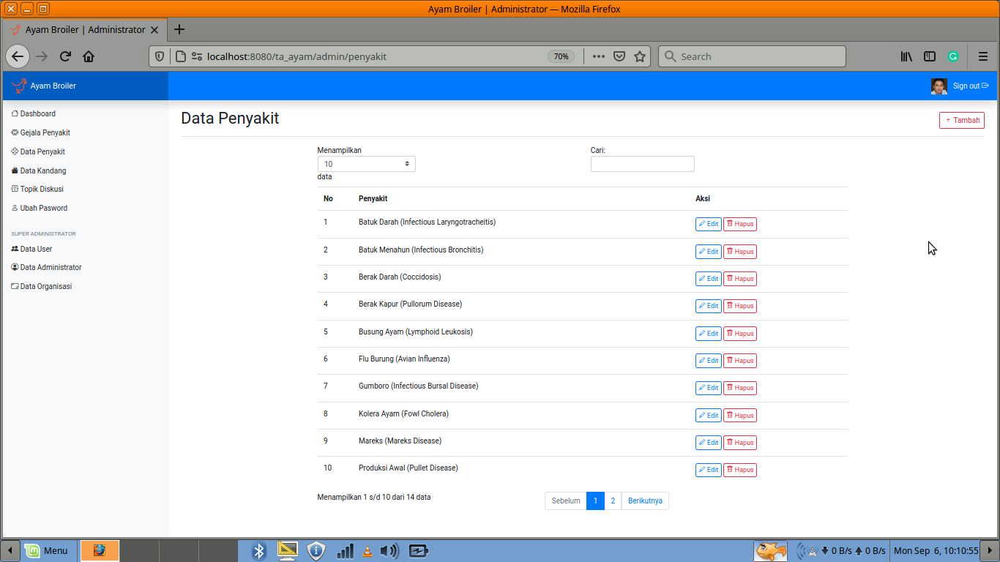 Ayam Broiler | Administrator — Mozilla Firefox
Ayam Broiler | Administrator
localhost:8080/ta_ayam/admin/penyakit
70%
Search
Ayam Broiler
Sign out
Dashboard
Gejala Penyakit
Data Penyakit
Data Kandang
Topik Diskusi
Ubah Pasword
SUPER ADMINISTRATOR
Data User
Data Administrator
Data Organisasi
Data Penyakit
+ Tambah
Menampilkan
10
data
Cari:
No Penyakit Aksi
1 Batuk Darah (Infectious Laryngotracheitis) Edit Hapus
2 Batuk Menahun (Infectious Bronchitis) Edit Hapus
3 Berak Darah (Coccidosis) Edit Hapus
4 Berak Kapur (Pullorum Disease) Edit Hapus
5 Busung Ayam (Lymphoid Leukosis) Edit Hapus
6 Flu Burung (Avian Influenza) Edit Hapus
7 Gumboro (Infectious Bursal Disease) Edit Hapus
8 Kolera Ayam (Fowl Cholera) Edit Hapus
9 Mareks (Mareks Disease) Edit Hapus
10 Produksi Awal (Pullet Disease) Edit Hapus
Menampilkan 1 s/d 10 dari 14 data
Sebelum 1 2 Berikutnya
Menu
0 B/s 0 B/s
Mon Sep 6, 10:10:55